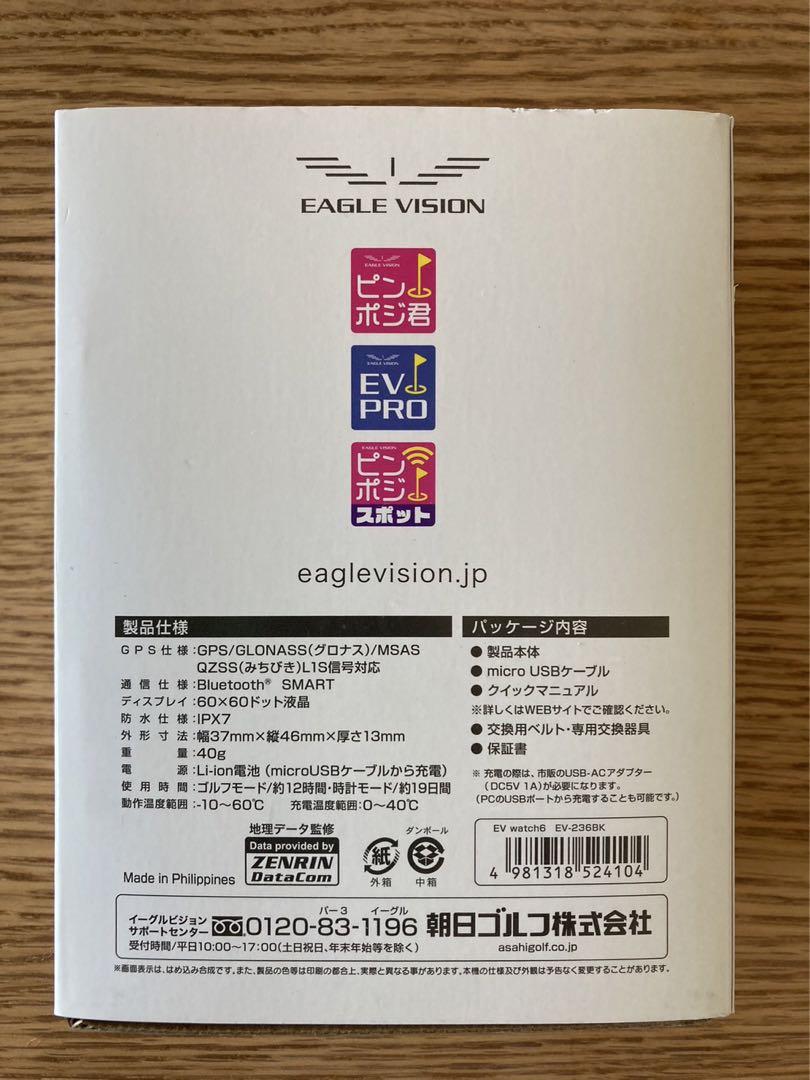 EAGLE VISION
EAGLE VISION
ピン
ポジ君
EV
PRO
EAGLE VISION
ピン
ポジ
スポット
eaglevision.jp
製品仕様
GPS仕様:GPS/GLONASS(グロナス)/MSAS
QZSS(みちびき)L1S信号対応
通信仕様:Bluetooth® SMART
ディスプレイ:60×60ドット液晶
防水仕様:IPX7
外形寸法:幅37mm×縦46mm×厚さ13mm
重量:40g
電源:Li-ion電池(microUSBケーブルから充電)
使用時間:ゴルフモード/約12時間・時計モード/約19日間
動作温度範囲:-10〜60℃ 充電温度範囲:0〜40℃
パッケージ内容
● 製品本体
● micro USBケーブル
● クイックマニュアル
※詳しくはWEBサイトでご確認ください。
● 交換用ベルト・専用交換器具
● 保証書
※ 充電の際は、市販のUSB-ACアダプター
(DC5V 1A)が必要になります。
(PCのUSBポートから充電することも可能です。)
Made in Philippines
地理データ監修
Data provided by
ZENRIN
DataCom
紙
外箱
ダンボール
中箱
EV watch6 EV-236BK
4 981318 524104
イーグルビジョン
サポートセンター
バー3 イーグル
0120-83-1196
受付時間/平日10:00〜17:00(土日祝日、年末年始等を除く)
朝日ゴルフ株式会社
asahigolf.co.jp
※画面表示は、はめ込み合成です。また、製品の色等は印刷の都合上、実際と異なる事があります。本機の仕様及び外観は予告なく変更することがあります。